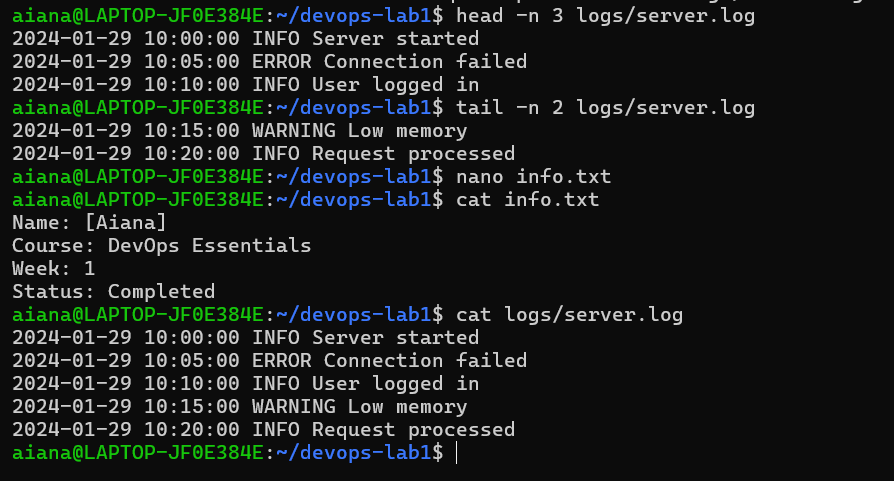 aiana@LAPTOP-JF0E384E:~/devops-lab1$ head -n 3 logs/server.log
2024-01-29 10:00:00 INFO Server started
2024-01-29 10:05:00 ERROR Connection failed
2024-01-29 10:10:00 INFO User logged in
aiana@LAPTOP-JF0E384E:~/devops-lab1$ tail -n 2 logs/server.log
2024-01-29 10:15:00 WARNING Low memory
2024-01-29 10:20:00 INFO Request processed
aiana@LAPTOP-JF0E384E:~/devops-lab1$ nano info.txt
aiana@LAPTOP-JF0E384E:~/devops-lab1$ cat info.txt
Name: [Aiana]
Course: DevOps Essentials
Week: 1
Status: Completed
aiana@LAPTOP-JF0E384E:~/devops-lab1$ cat logs/server.log
2024-01-29 10:00:00 INFO Server started
2024-01-29 10:05:00 ERROR Connection failed
2024-01-29 10:10:00 INFO User logged in
2024-01-29 10:15:00 WARNING Low memory
2024-01-29 10:20:00 INFO Request processed
aiana@LAPTOP-JF0E384E:~/devops-lab1$